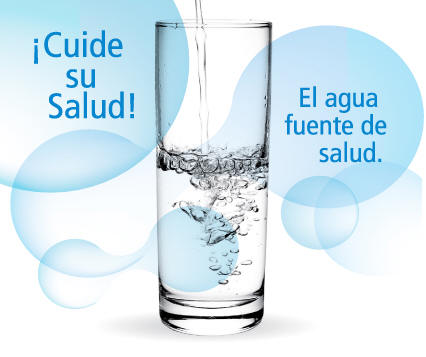 ¡Cuide
su
Salud!
El agua
fuente de
salud.